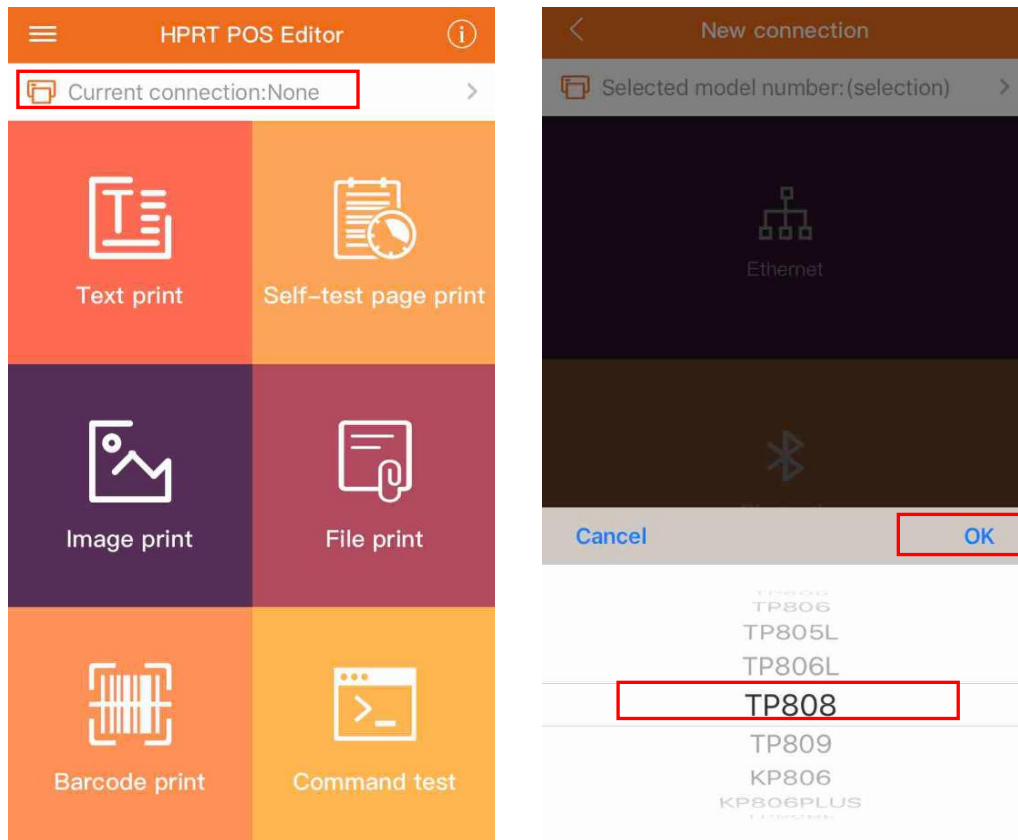 HPRT POS Editor
Current connection:None
Text print
Self-test page print
Image print
File print
Barcode print
Command test
New connection
Selected model number:(selection)
Ethernet
Cancel
OK
TP806
TP805L
TP806L
TP808
TP809
KP806
KP806PLUS